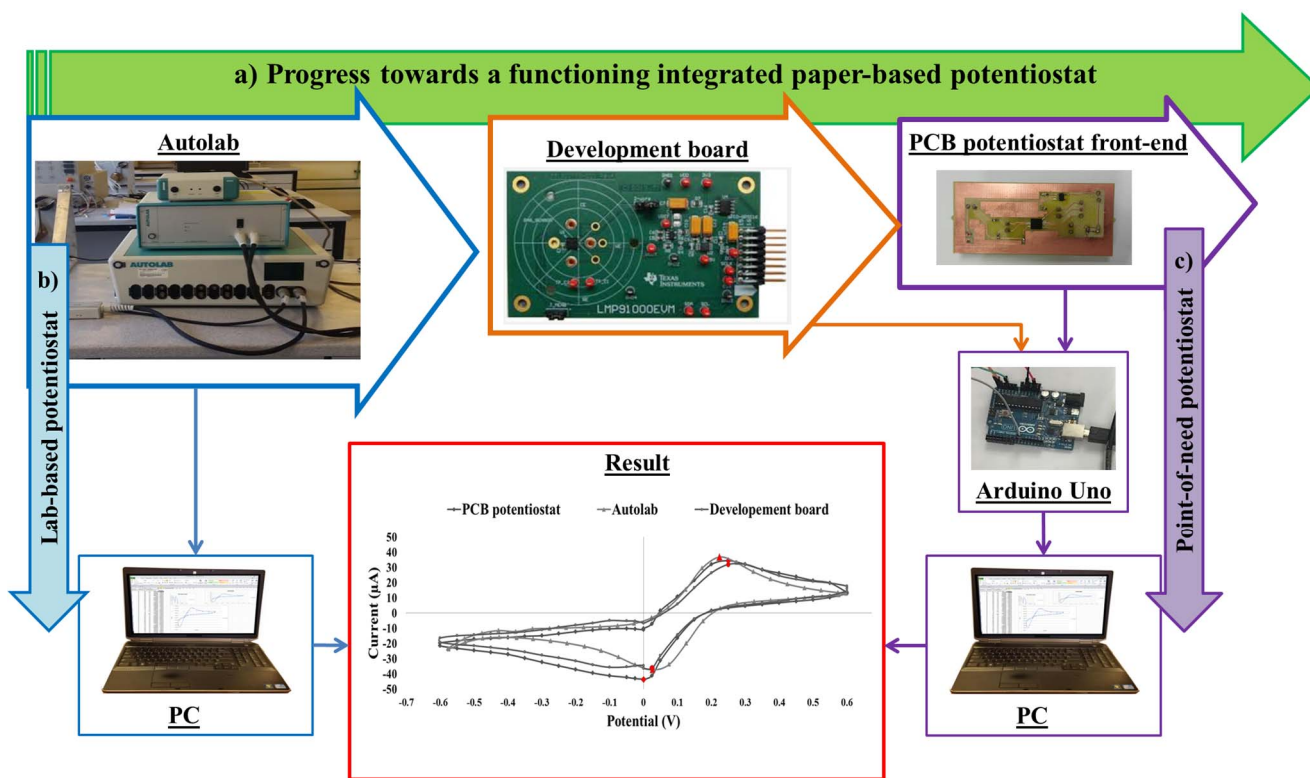 a) Progress towards a functioning integrated paper-based potentiostat
Autolab
AUTOLAB
Development board
TEXAS
INSTRUMENTS
LMP91000EVM
PCB potentiostat front-end
b)
Lab-based potentiostat
c)
Point-of-need potentiostat
Arduino Uno
PC
Result
PCB potentiostat Autolab Developement board
Current (µA)
50
40
30
20
10
0
-10
-20
-30
-40
-50
-0.7 -0.6 -0.5 -0.4 -0.3 -0.2 -0.1 0 0.1 0.2 0.3 0.4 0.5 0.6
Potential (V)
PC